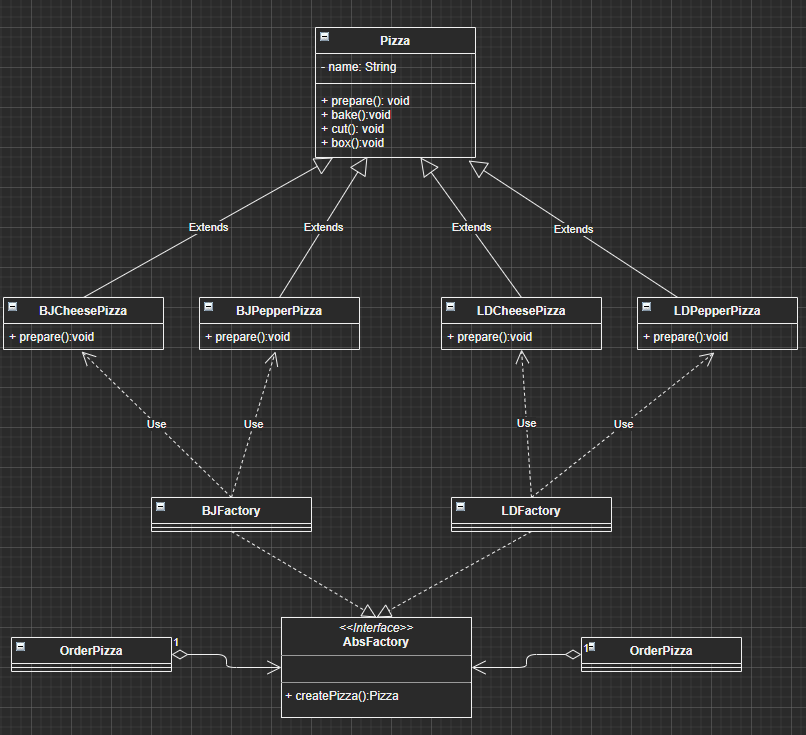 Pizza
- name: String
+ prepare(): void
+ bake():void
+ cut(): void
+ box():void
Extends
Extends
Extends
Extends
BJCheesePizza
+ prepare():void
BJPepperPizza
+ prepare():void
LDCheesePizza
+ prepare():void
LDPepperPizza
+ prepare():void
Use
Use
Use
Use
BJFactory
LDFactory
<<Interface>>
AbsFactory
+ createPizza():Pizza
OrderPizza
1
1
OrderPizza